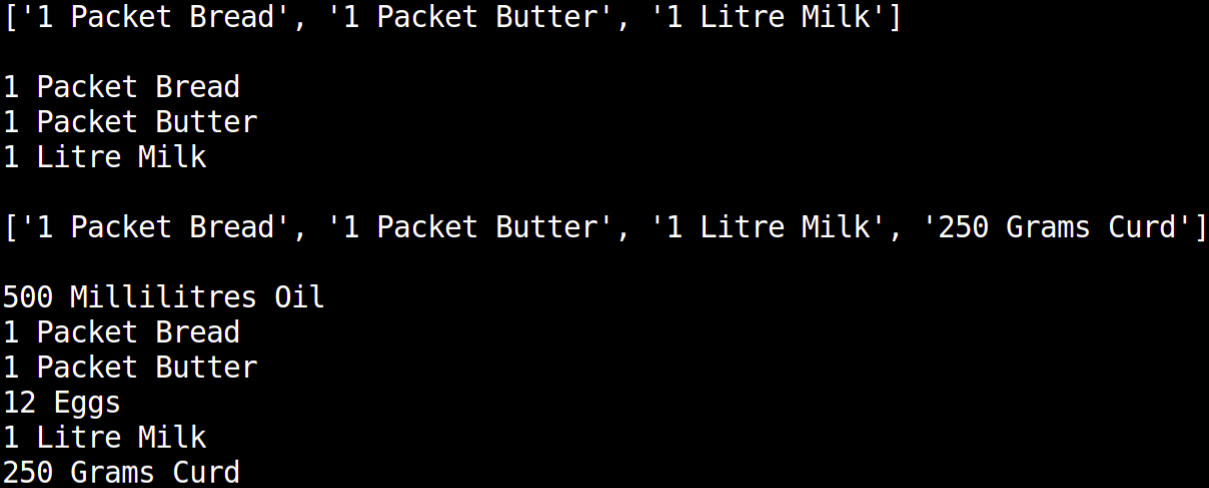 ['1 Packet Bread', '1 Packet Butter', '1 Litre Milk']
1 Packet Bread
1 Packet Butter
1 Litre Milk
['1 Packet Bread', '1 Packet Butter', '1 Litre Milk', '250 Grams Curd']
500 Millilitres Oil
1 Packet Bread
1 Packet Butter
12 Eggs
1 Litre Milk
250 Grams Curd